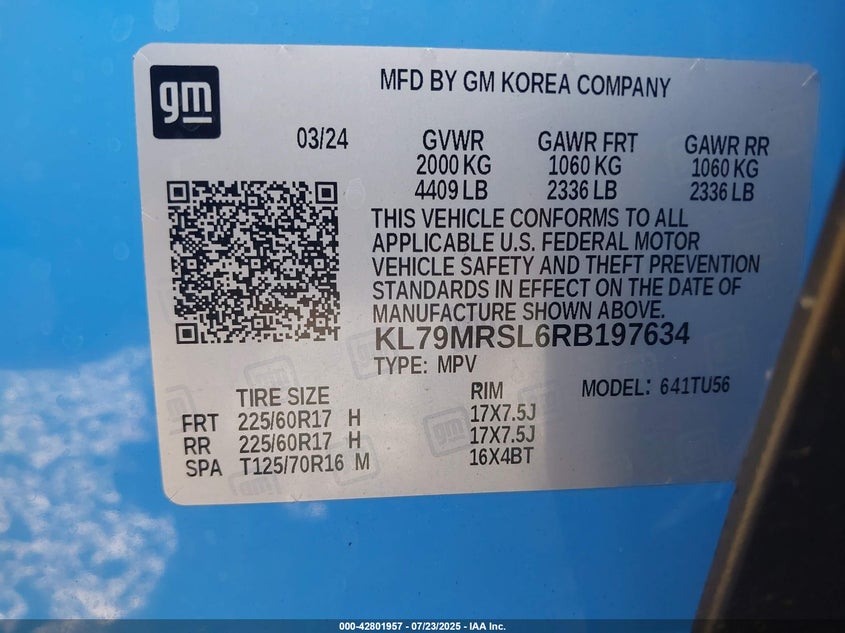 gm
MFD BY GM KOREA COMPANY
03/24 GVWR GAWR FRT GAWR RR
2000 KG 1060 KG 1060 KG
4409 LB 2336 LB 2336 LB
THIS VEHICLE CONFORMS TO ALL
APPLICABLE U.S. FEDERAL MOTOR
VEHICLE SAFETY AND THEFT PREVENTION
STANDARDS IN EFFECT ON THE DATE OF
MANUFACTURE SHOWN ABOVE.
KL79MRSL6RB197634
TYPE: MPV MODEL: 641TU56
TIRE SIZE RIM
FRT 225/60R17 H 17X7.5J
RR 225/60R17 H 17X7.5J
SPA T125/70R16 M 16X4BT
000-42801957 - 07/23/2025 - IAA Inc.